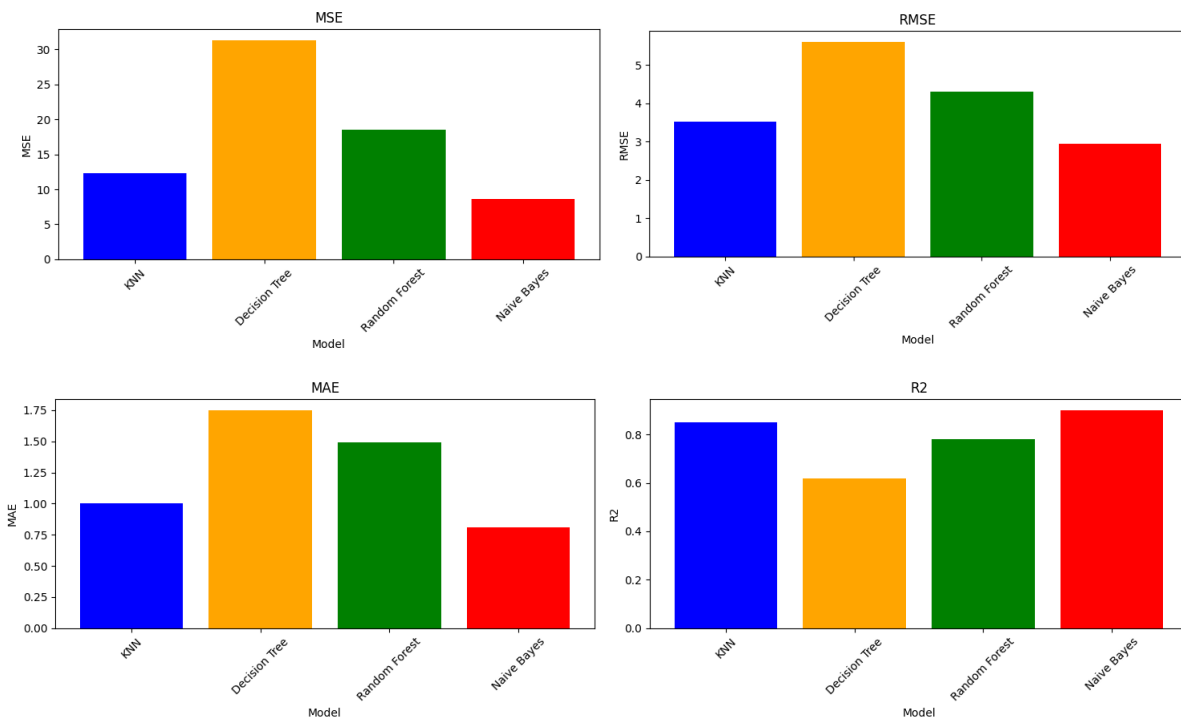 MSE
30
25
20
15
10
5
0
MSE
KNN
Decision Tree
Random Forest
Naive Bayes
Model
RMSE
5
4
3
2
1
0
RMSE
KNN
Decision Tree
Random Forest
Naive Bayes
Model
MAE
1.75
1.50
1.25
1.00
0.75
0.50
0.25
0.00
MAE
KNN
Decision Tree
Random Forest
Naive Bayes
Model
R2
0.8
0.6
0.4
0.2
0.0
R2
KNN
Decision Tree
Random Forest
Naive Bayes
Model